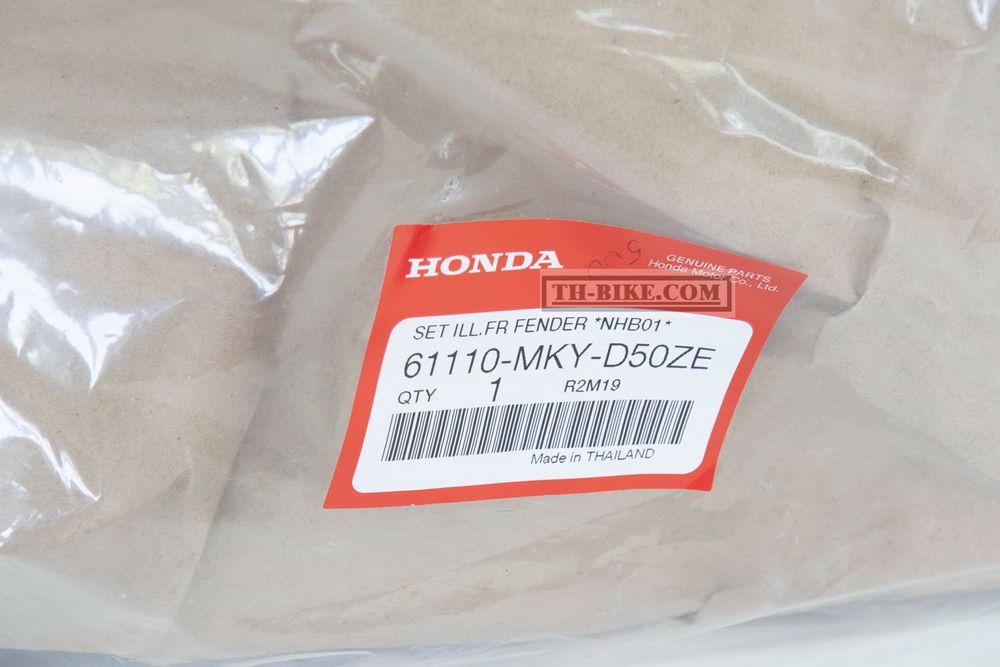 HONDA
GENUINE PARTS
Honda Motor Co., Ltd.
TH-BIKE.COM
SET ILL.FR FENDER *NHB01*
61110-MKY-D50ZE
QTY 1 R2M19
Made in THAILAND